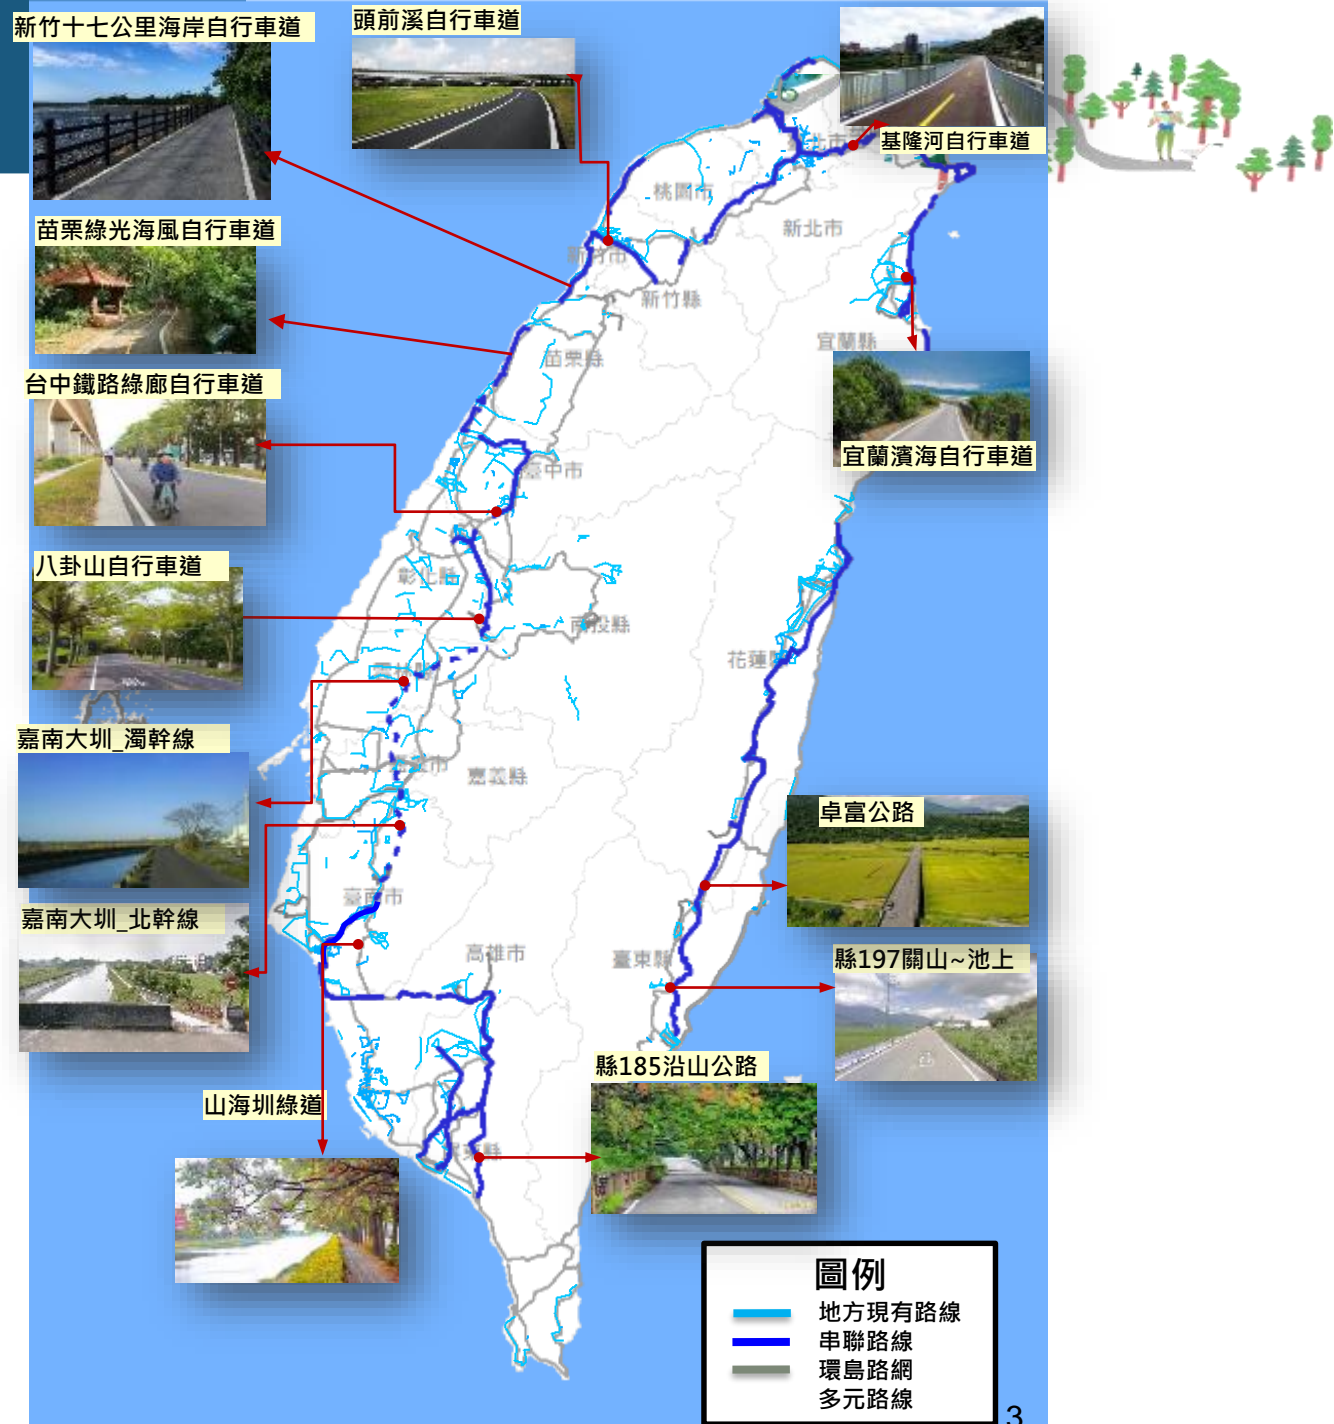 新竹十七公里海岸自行車道
頭前溪自行車道
基隆河自行車道
苗栗綠光海風自行車道
台中鐵路綠廊自行車道
八卦山自行車道
嘉南大圳_濁幹線
嘉南大圳_北幹線
山海圳綠道
宜蘭濱海自行車道
卓富公路
縣197關山~池上
縣185沿山公路
桃園市
新北市
新竹市
新竹縣
宜蘭縣
苗栗縣
臺中市
彰化縣
南投縣
花蓮縣
嘉義縣
臺南市
高雄市
臺東縣
圖例
地方現有路線
串聯路線
環島路網
多元路線
3